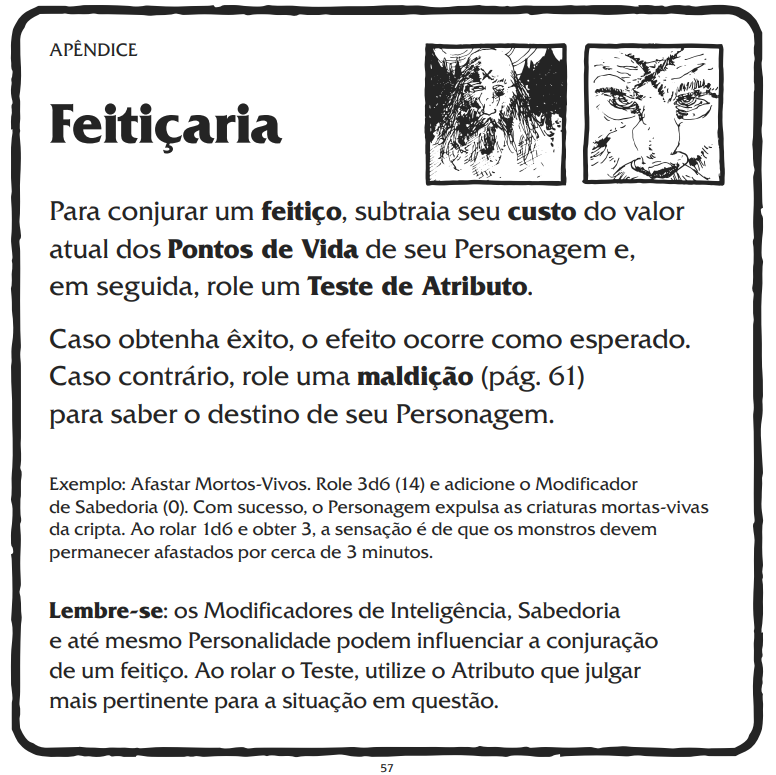 APÊNDICE
Feitiçaria
Para conjurar um feitiço, subtraia seu custo do valor
atual dos Pontos de Vida de seu Personagem e,
em seguida, role um Teste de Atributo.
Caso obtenha êxito, o efeito ocorre como esperado.
Caso contrário, role uma maldição (pág. 61)
para saber o destino de seu Personagem.
Exemplo: Afastar Mortos-Vivos. Role 3d6 (14) e adicione o Modificador
de Sabedoria (0). Com sucesso, o Personagem expulsa as criaturas mortas-vivas
da cripta. Ao rolar 1d6 e obter 3, a sensação é de que os monstros devem
permanecer afastados por cerca de 3 minutos.
Lembre-se: os Modificadores de Inteligência, Sabedoria
e até mesmo Personalidade podem influenciar a conjuração
de um feitiço. Ao rolar o Teste, utilize o Atributo que julgar
mais pertinente para a situação em questão.
57